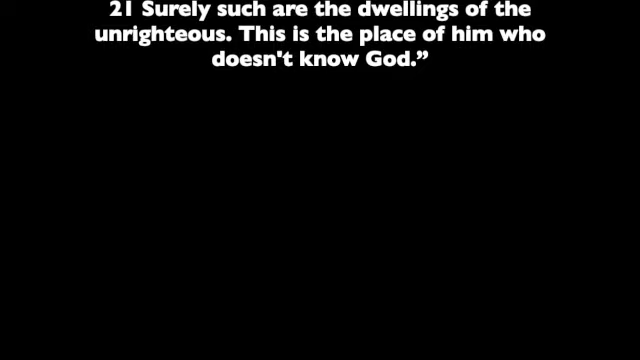 21 Surely such are the dwellings of the
unrighteous. This is the place of him who
doesn't know God.”